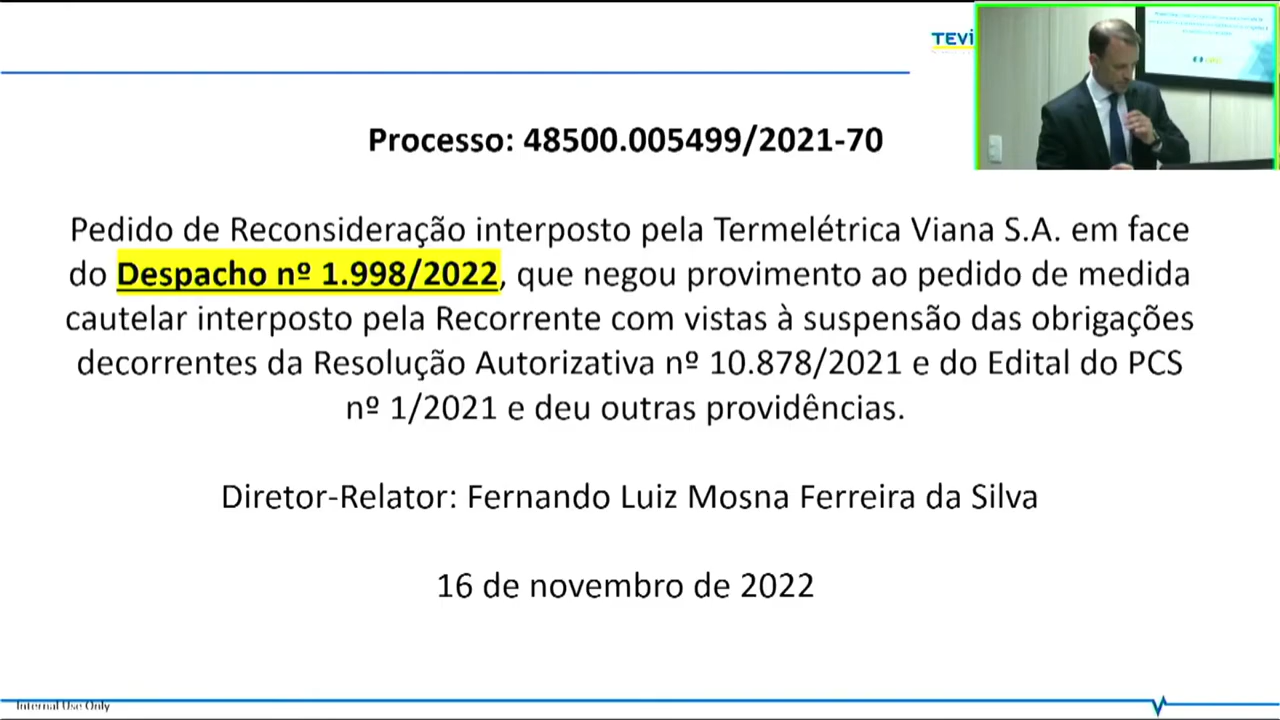 TEVI
Processo: 48500.005499/2021-70
Pedido de Reconsideração interposto pela Termelétrica Viana S.A. em face
do Despacho nº 1.998/2022, que negou provimento ao pedido de medida
cautelar interposto pela Recorrente com vistas à suspensão das obrigações
decorrentes da Resolução Autorizativa nº 10.878/2021 e do Edital do PCS
nº 1/2021 e deu outras providências.
Diretor-Relator: Fernando Luiz Mosna Ferreira da Silva
16 de novembro de 2022
Internal Use Only